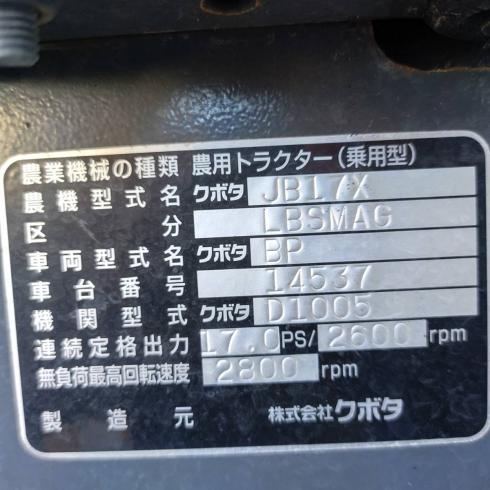 農業機械の種類 農用トラクター(乗用型)
農機型式名 クボタ JB17X
区分 LBSMAG
車両型式名 クボタ BP
車台番号 14537
機関型式 クボタ D1005
連続定格出力 17.0PS/2600rpm
無負荷最高回転速度 2800rpm
製造元 株式会社クボタ